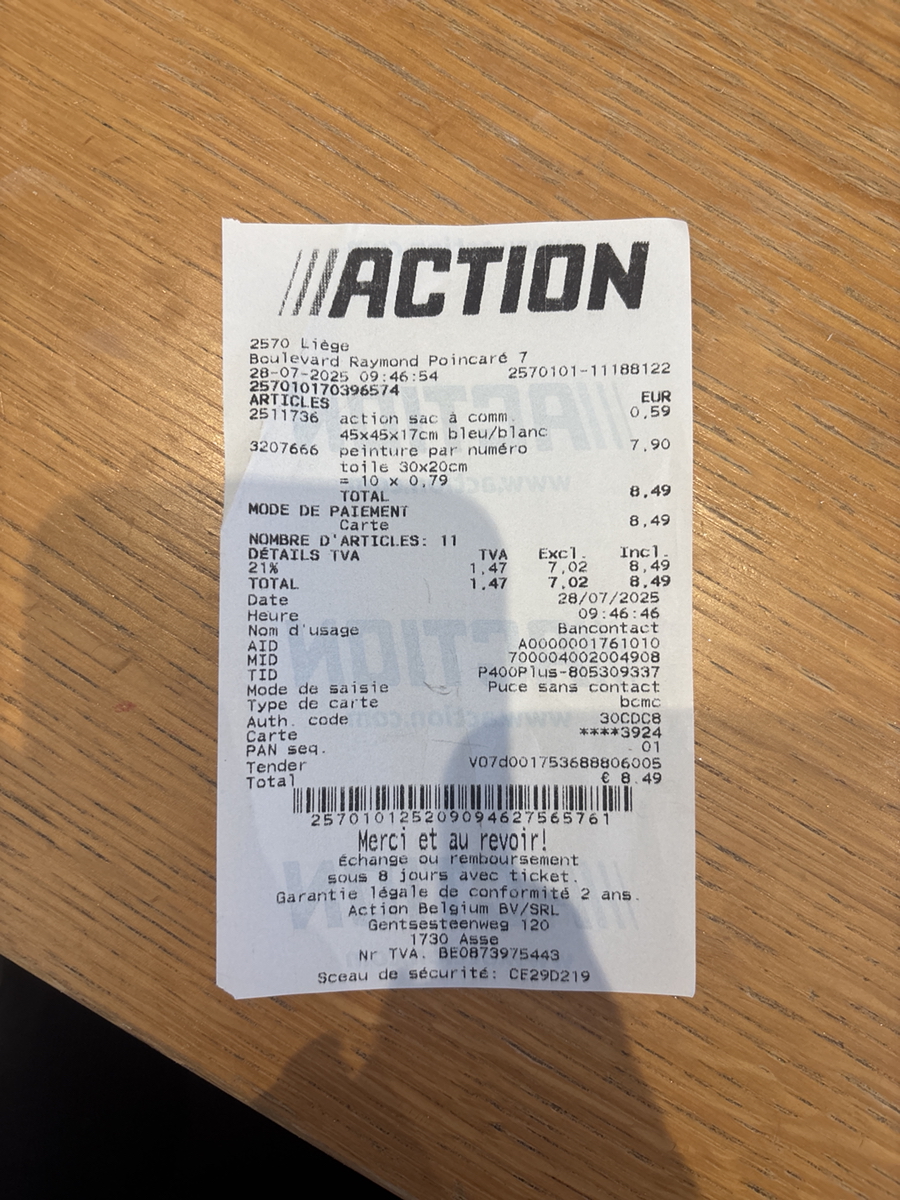 ACTION
2570 Liège
Boulevard Raymond Poincaré 7
28-07-2025 09:46:54 2570101-11188122
257010170396574
ARTICLES EUR
2511736 action sac à comm. 0,59
45x45x17cm bleu/blanc
3207666 peinture par numéro 7,90
toile 30x20cm
= 10 x 0,79
TOTAL 8,49
MODE DE PAIEMENT
Carte 8,49
NOMBRE D'ARTICLES: 11
DÉTAILS TVA TVA Excl. Incl.
21% 1,47 7,02 8,49
TOTAL 1,47 7,02 8,49
Date 28/07/2025
Heure 09:46:46
Nom d'usage Bancontact
AID A0000001761010
MID 700004002004908
TID P400Plus-805309337
Mode de saisie Puce sans contact
Type de carte bcmc
Auth. code 30CDC8
Carte ****3924
PAN seq. 01
Tender V07d001753688806005
Total € 8.49
257010125209094627565761
Merci et au revoir!
Échange ou remboursement
sous 8 jours avec ticket.
Garantie légale de conformité 2 ans.
Action Belgium BV/SRL
Gentsesteenweg 120
1730 Asse
Nr TVA. BE0873975443
Sceau de sécurité: CE29D219